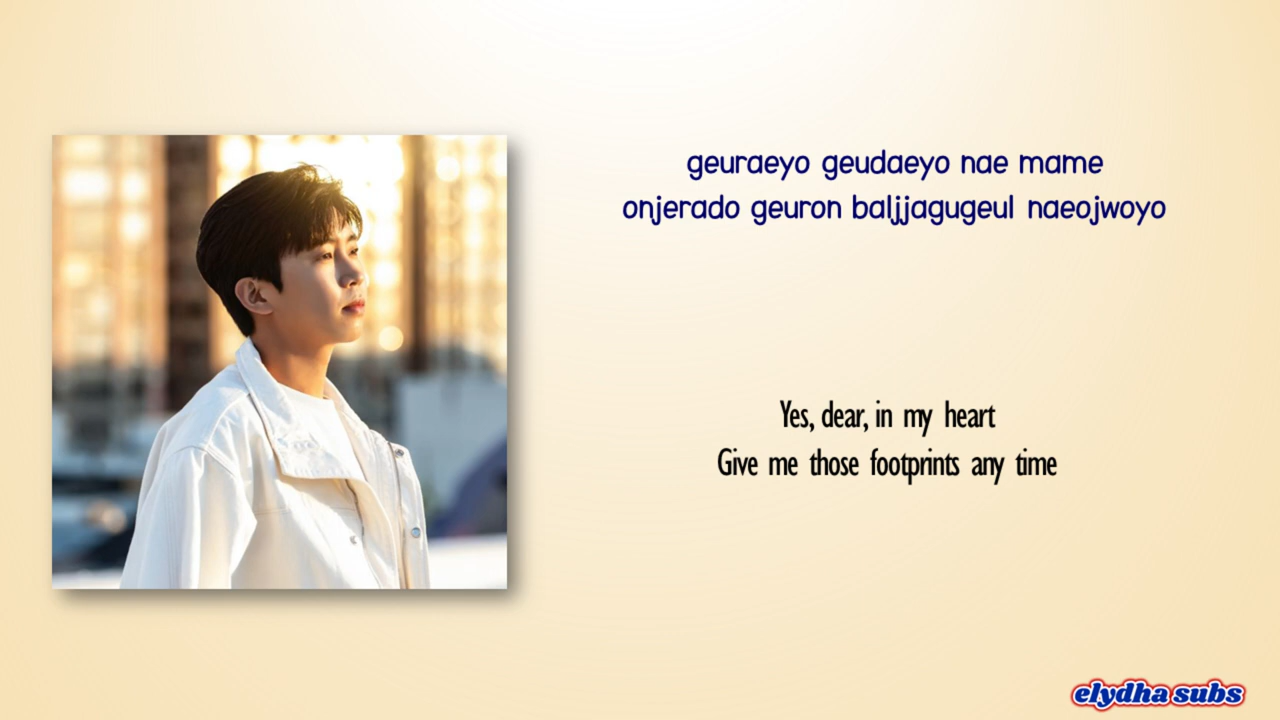 geuraeyo geudaeyo nae mame
onjerado geuron baljjagugeul naeojwoyo
Yes, dear, in my heart
Give me those footprints any time
elydha subs